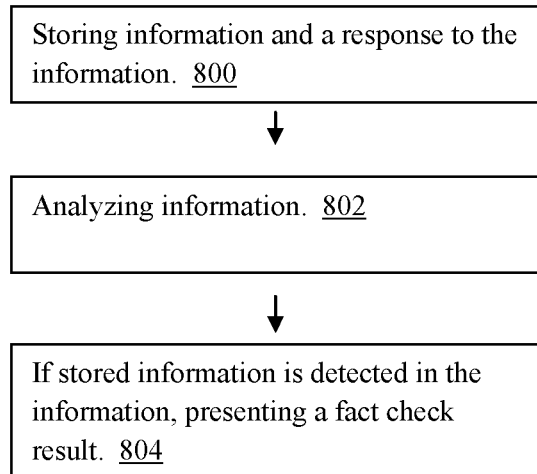 Storing information and a response to the
information. 800
Analyzing information. 802
If stored information is detected in the
information, presenting a fact check
result. 804